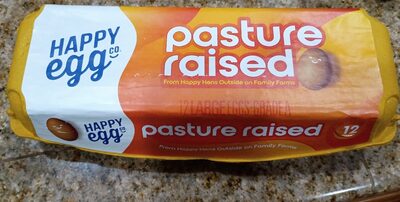 HAPPY
egg CO.
pasture
raised
From Happy Hens Outside on Family Farms
12 LARGE EGGS GRADE A
HAPPY
egg CO.
pasture raised
12
From Happy Hens Outside on Family Farms